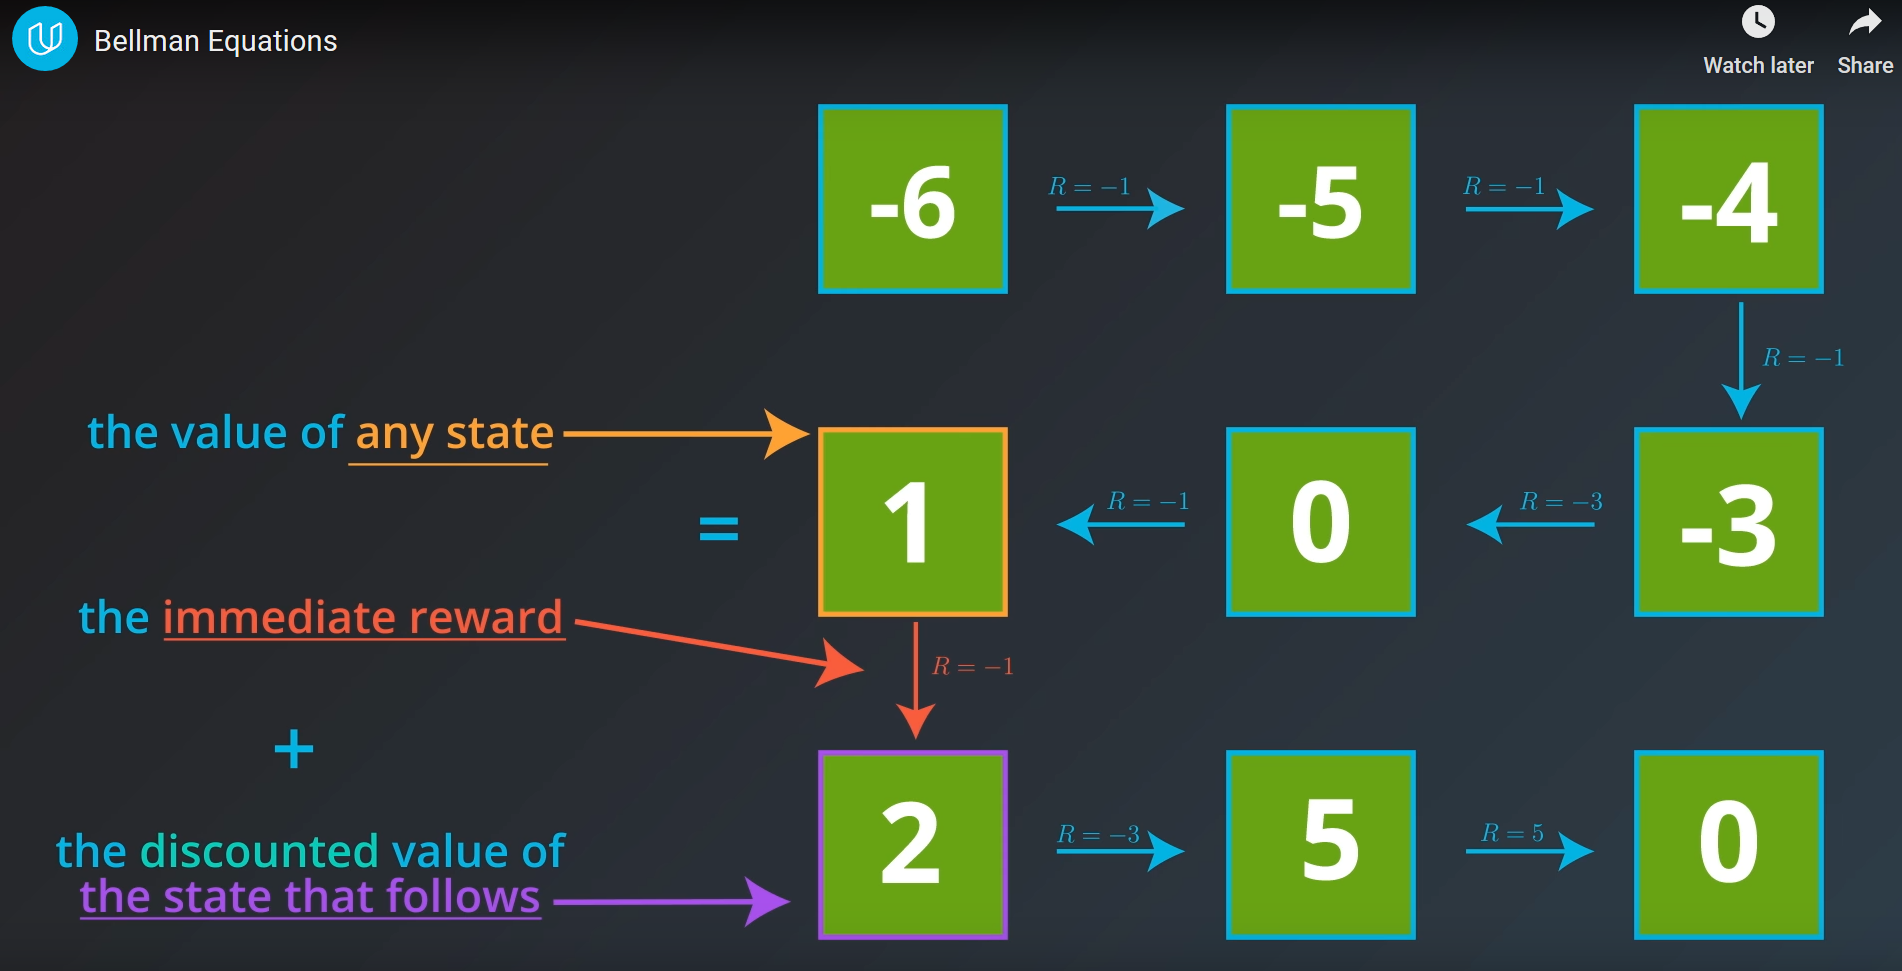 Bellman Equations
Watch later
Share
-6
R = −1
-5
R = −1
-4
R = −1
the value of any state
=
1
R = −1
0
R = −3
-3
the immediate reward
R = −1
+
the discounted value of
the state that follows
2
R = −3
5
R = 5
0